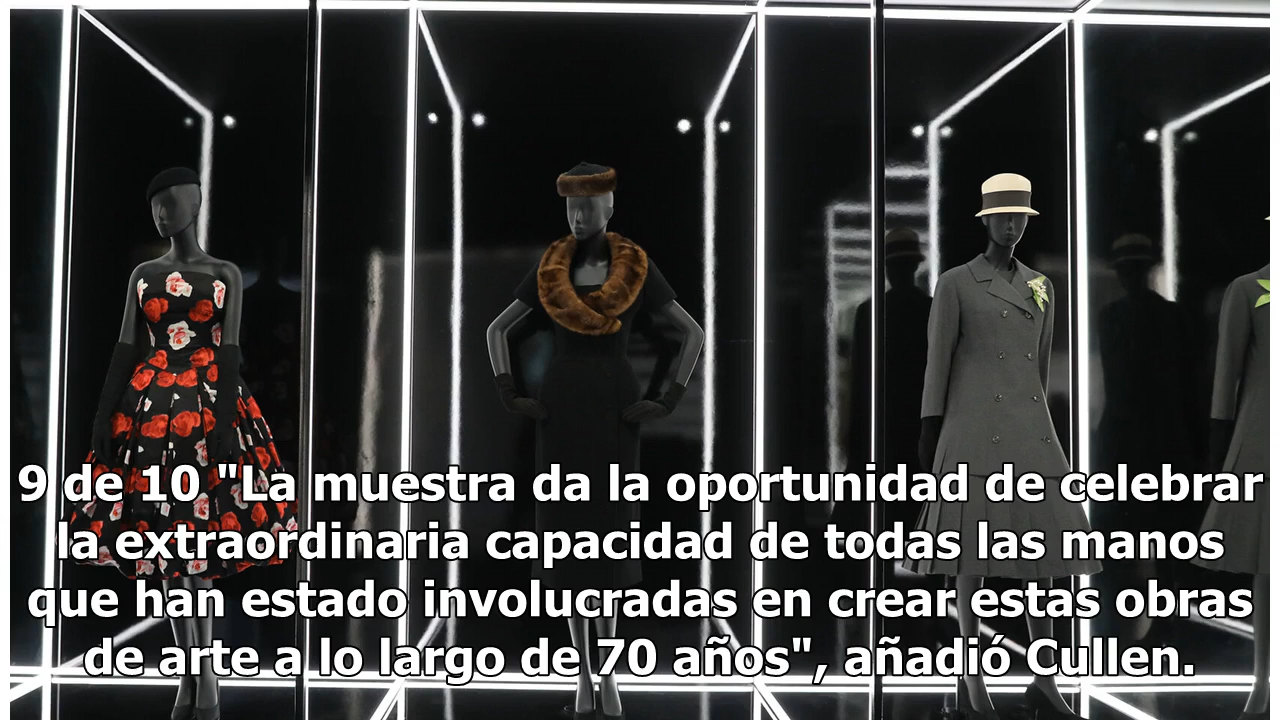 9 de 10 "La muestra da la oportunidad de celebrar
la extraordinaria capacidad de todas las manos
que han estado involucradas en crear estas obras
de arte a lo largo de 70 años", añadió Cullen.